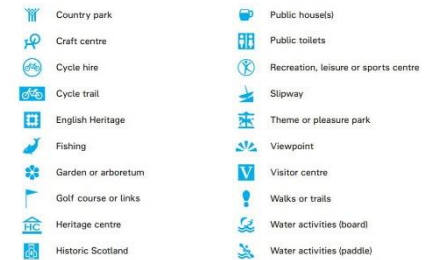 Country park
Craft centre
Cycle hire
Cycle trail
English Heritage
Fishing
Garden or arboretum
Golf course or links
HC Heritage centre
Historic Scotland
Public house(s)
Public toilets
Recreation, leisure or sports centre
Slipway
Theme or pleasure park
Viewpoint
V Visitor centre
Walks or trails
Water activities (board)
Water activities (paddle)